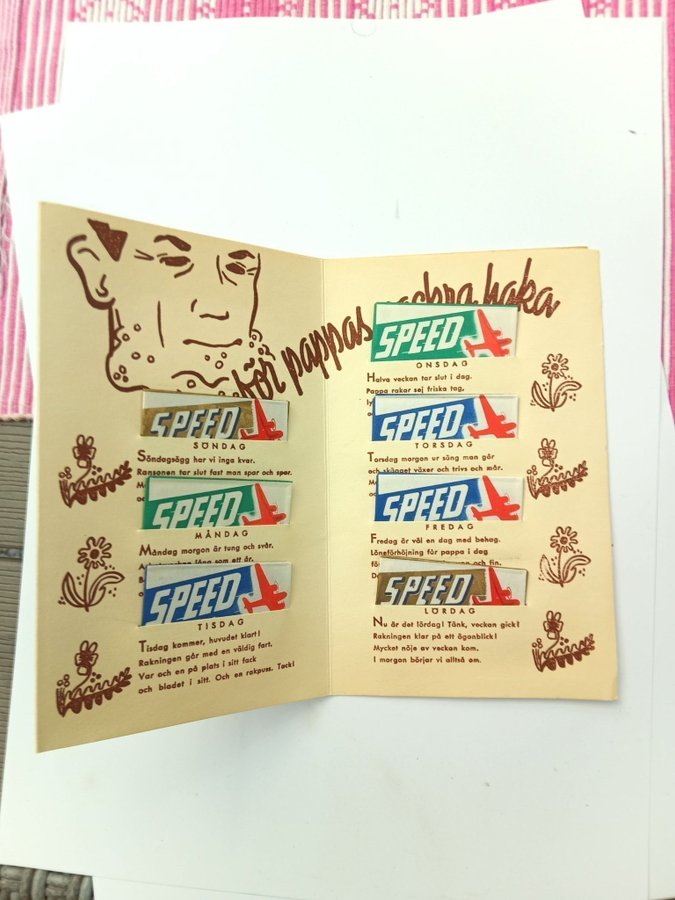 för pappas
SPEED
SÖNDAG
Söndagsägg har vi inga kvar.
Ransonen tar slut fast man spar och spar.
SPEED
MÅNDAG
Måndag morgon är tung och svår,
SPEED
TISDAG
Tisdag kommer, huvudet klart!
Rakningen går med en väldig fart.
Var och en på plats i sitt fack
och bladet i sitt. Och en rakpuss. Tack!
haka
SPEED
ONSDAG
Halva veckan tar slut i dag.
Pappa rakar sej friska tag,
SPEED
TORSDAG
Torsdag morgon ur säng man går
och skägget växer och trivs och mår.
SPEED
FREDAG
Fredag är väl en dag med behag.
Löneförhöjning för pappa i dag
och fin.
SPEED
LÖRDAG
Nu är det lördag! Tänk, veckan gick!
Rakningen klar på ett ögonblick!
Mycket nöje av veckan kom.
I morgon börjar vi alltså om.